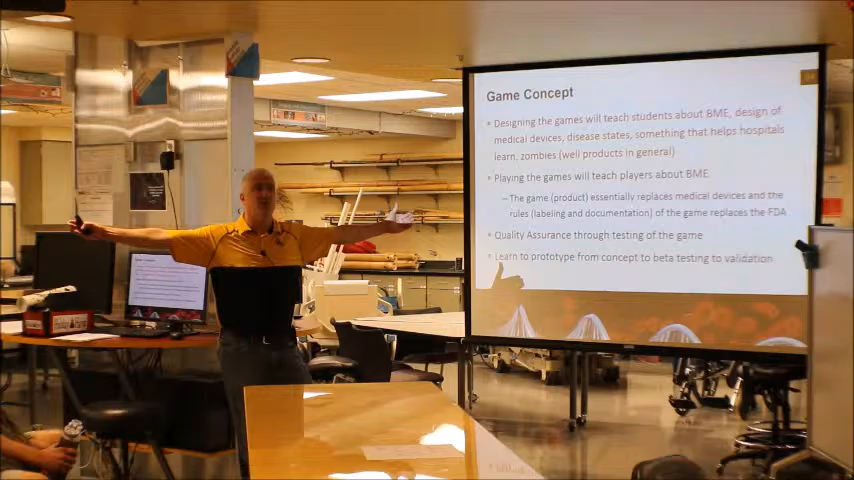 Game Concept
• Designing the games will teach students about BME, design of
medical devices, disease states, something that helps hospitals
learn, zombies (well products in general)
• Playing the games will teach players about BME
– The game (product) essentially replaces medical devices and the
rules (labeling and documentation) of the game replaces the FDA
• Quality Assurance through testing of the game
• Learn to prototype from concept to beta testing to validation